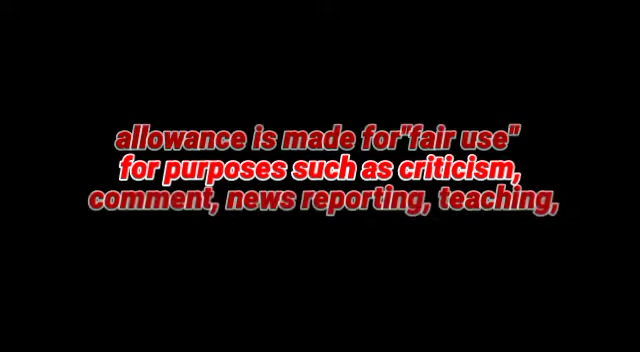 allowance is made for"fair use"
for purposes such as criticism,
comment, news reporting, teaching,